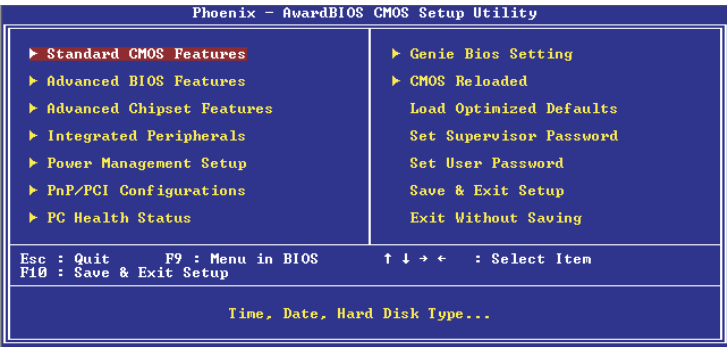 Phoenix - AwardBIOS CMOS Setup Utility
▶ Standard CMOS Features
▶ Advanced BIOS Features
▶ Advanced Chipset Features
▶ Integrated Peripherals
▶ Power Management Setup
▶ PnP/PCI Configurations
▶ PC Health Status
▶ Genie Bios Setting
▶ CMOS Reloaded
Load Optimized Defaults
Set Supervisor Password
Set User Password
Save & Exit Setup
Exit Without Saving
Esc : Quit F9 : Menu in BIOS ↑ ↓ → ← : Select Item
F10 : Save & Exit Setup
Time, Date, Hard Disk Type...